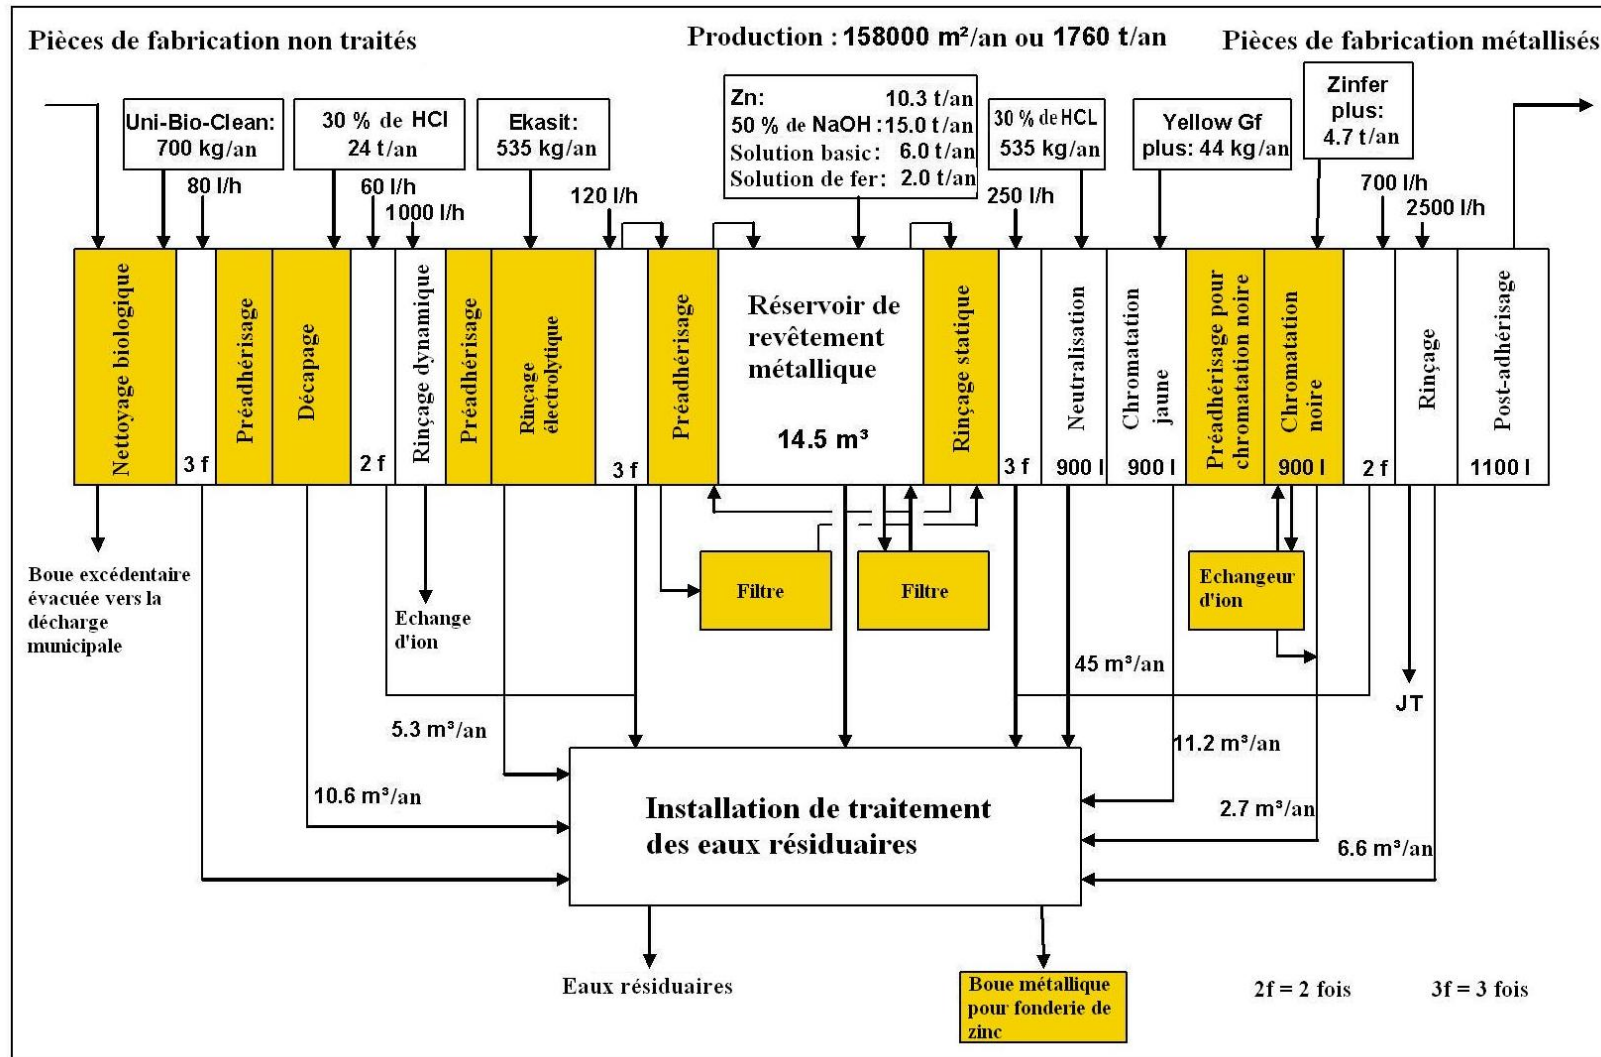 Pièces de fabrication non traités
Production : 158000 m²/an ou 1760 t/an
Pièces de fabrication métallisés
Uni-Bio-Clean:
700 kg/an
30 % de HCl
24 t/an
Ekasit:
535 kg/an
Zn: 10.3 t/an
50 % de NaOH : 15.0 t/an
Solution basic: 6.0 t/an
Solution de fer: 2.0 t/an
30 % de HCL
535 kg/an
Yellow Gf
plus: 44 kg/an
Zinfer
plus:
4.7 t/an
80 l/h
60 l/h
1000 l/h
120 l/h
250 l/h
700 l/h
2500 l/h
Nettoyage biologique
3 f
Préadhérisage
Décapage
2 f
Rinçage dynamique
Préadhérisage
Rinçage
électrolytique
3 f
Préadhérisage
Réservoir de
revêtement
métallique
14.5 m³
Rinçage statique
3 f
Neutralisation
900 l
Chromatation
jaune
900 l
Préadhérisage pour
chromatation noire
Chromatation
noire
900 l
2 f
Rinçage
Post-adhérisage
1100 l
Boue excédentaire
évacuée vers la
décharge
municipale
Echange
d'ion
Filtre
Filtre
Echangeur
d'ion
45 m³/an
JT
5.3 m³/an
11.2 m³/an
10.6 m³/an
2.7 m³/an
6.6 m³/an
Installation de traitement
des eaux résiduaires
Eaux résiduaires
Boue métallique
pour fonderie de
zinc
2f = 2 fois
3f = 3 fois